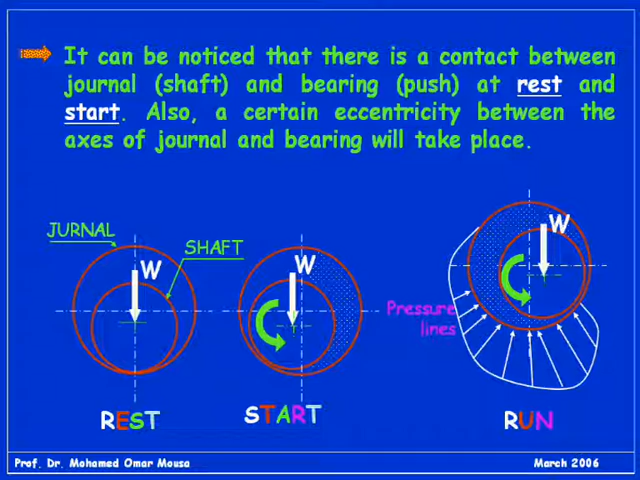 It can be noticed that there is a contact between
journal (shaft) and bearing (push) at rest and
start. Also, a certain eccentricity between the
axes of journal and bearing will take place.
JURNAL
SHAFT
W
W
W
Pressure
lines
REST
START
RUN
Prof. Dr. Mohamed Omar Mousa
March 2006